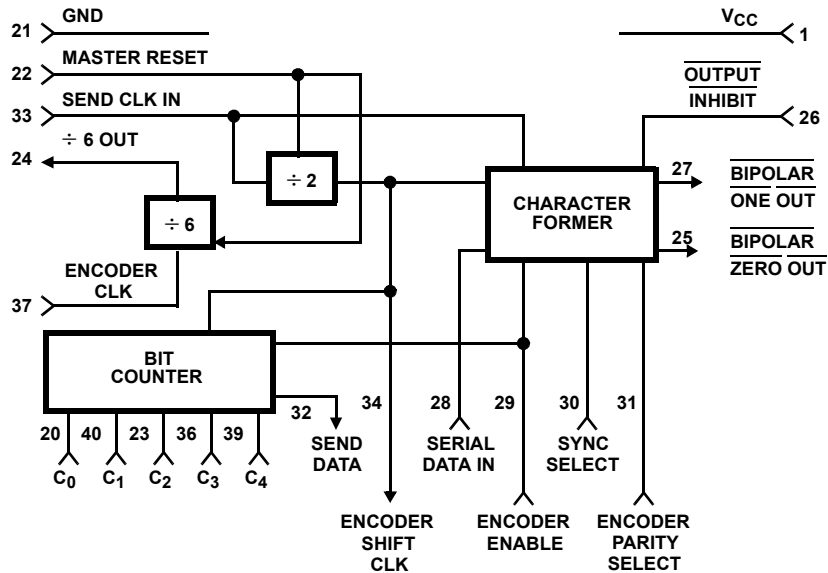 21 GND
V_CC 1
22 MASTER RESET
OUTPUT
INHIBIT
26
33 SEND CLK IN
÷ 6 OUT
24
÷ 2
CHARACTER
FORMER
27 BIPOLAR
ONE OUT
÷ 6
25 BIPOLAR
ZERO OUT
ENCODER
CLK
37
BIT
COUNTER
20 40 23 36 39
C0 C1 C2 C3 C4
32
SEND
DATA
34
28
SERIAL
DATA IN
29
30
SYNC
SELECT
31
ENCODER
SHIFT
CLK
ENCODER
ENABLE
ENCODER
PARITY
SELECT